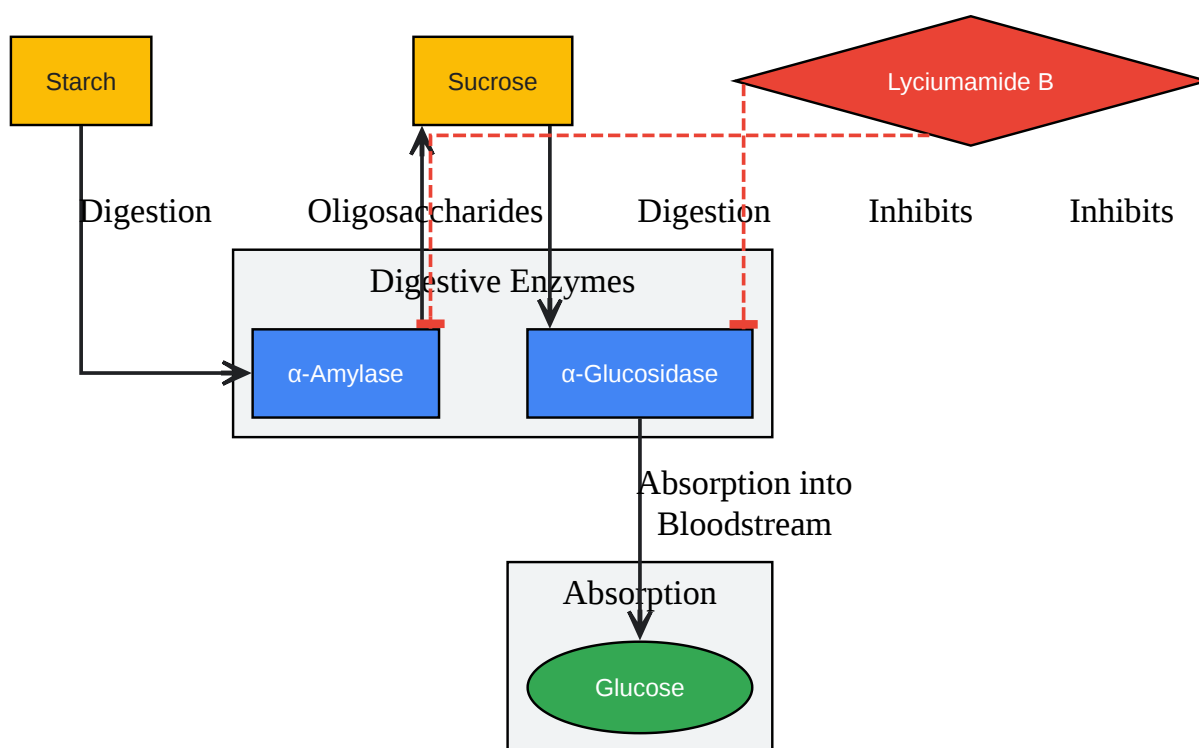 Starch
Sucrose
Lyciumamide B
Digestion
Oligosaccharides
Digestion
Inhibits
Inhibits
Digestive Enzymes
α-Amylase
α-Glucosidase
Absorption into
Bloodstream
Absorption
Glucose